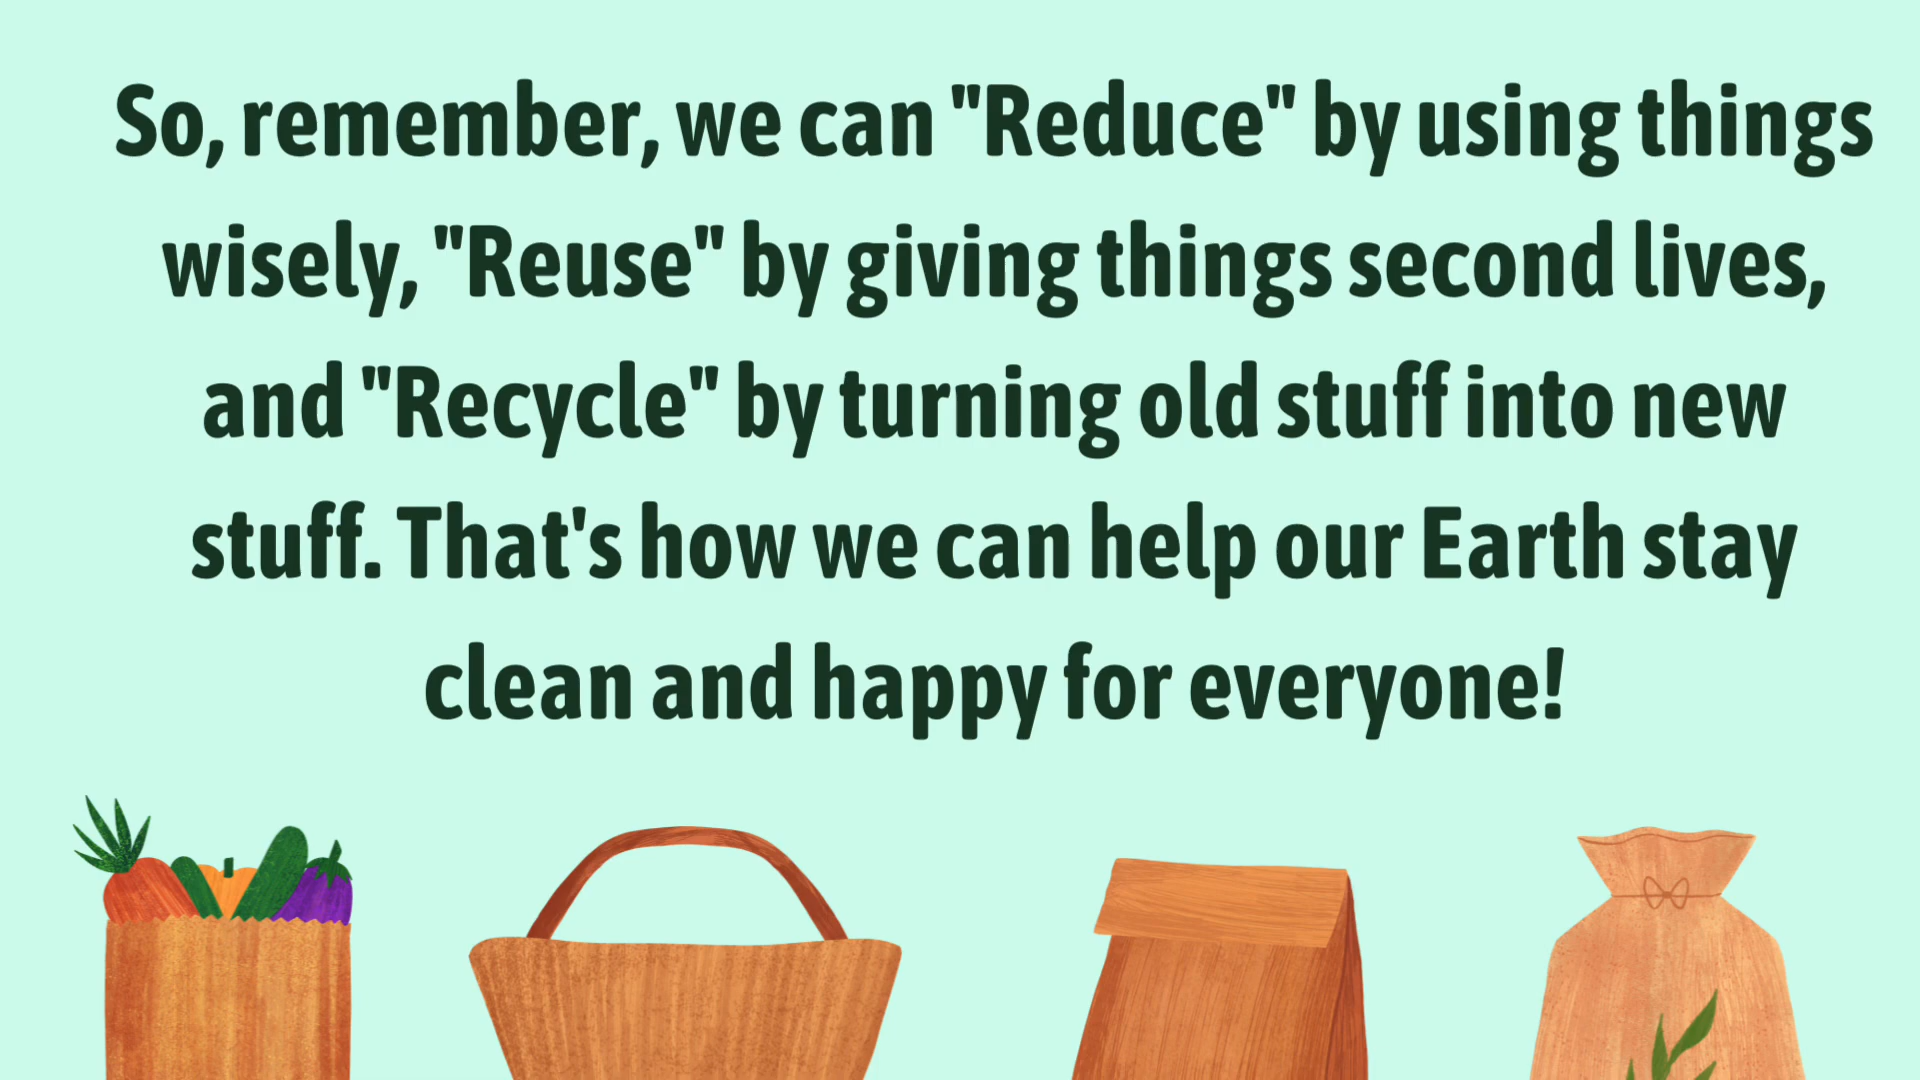 So, remember, we can "Reduce" by using things
wisely, "Reuse" by giving things second lives,
and "Recycle" by turning old stuff into new
stuff. That's how we can help our Earth stay
clean and happy for everyone!